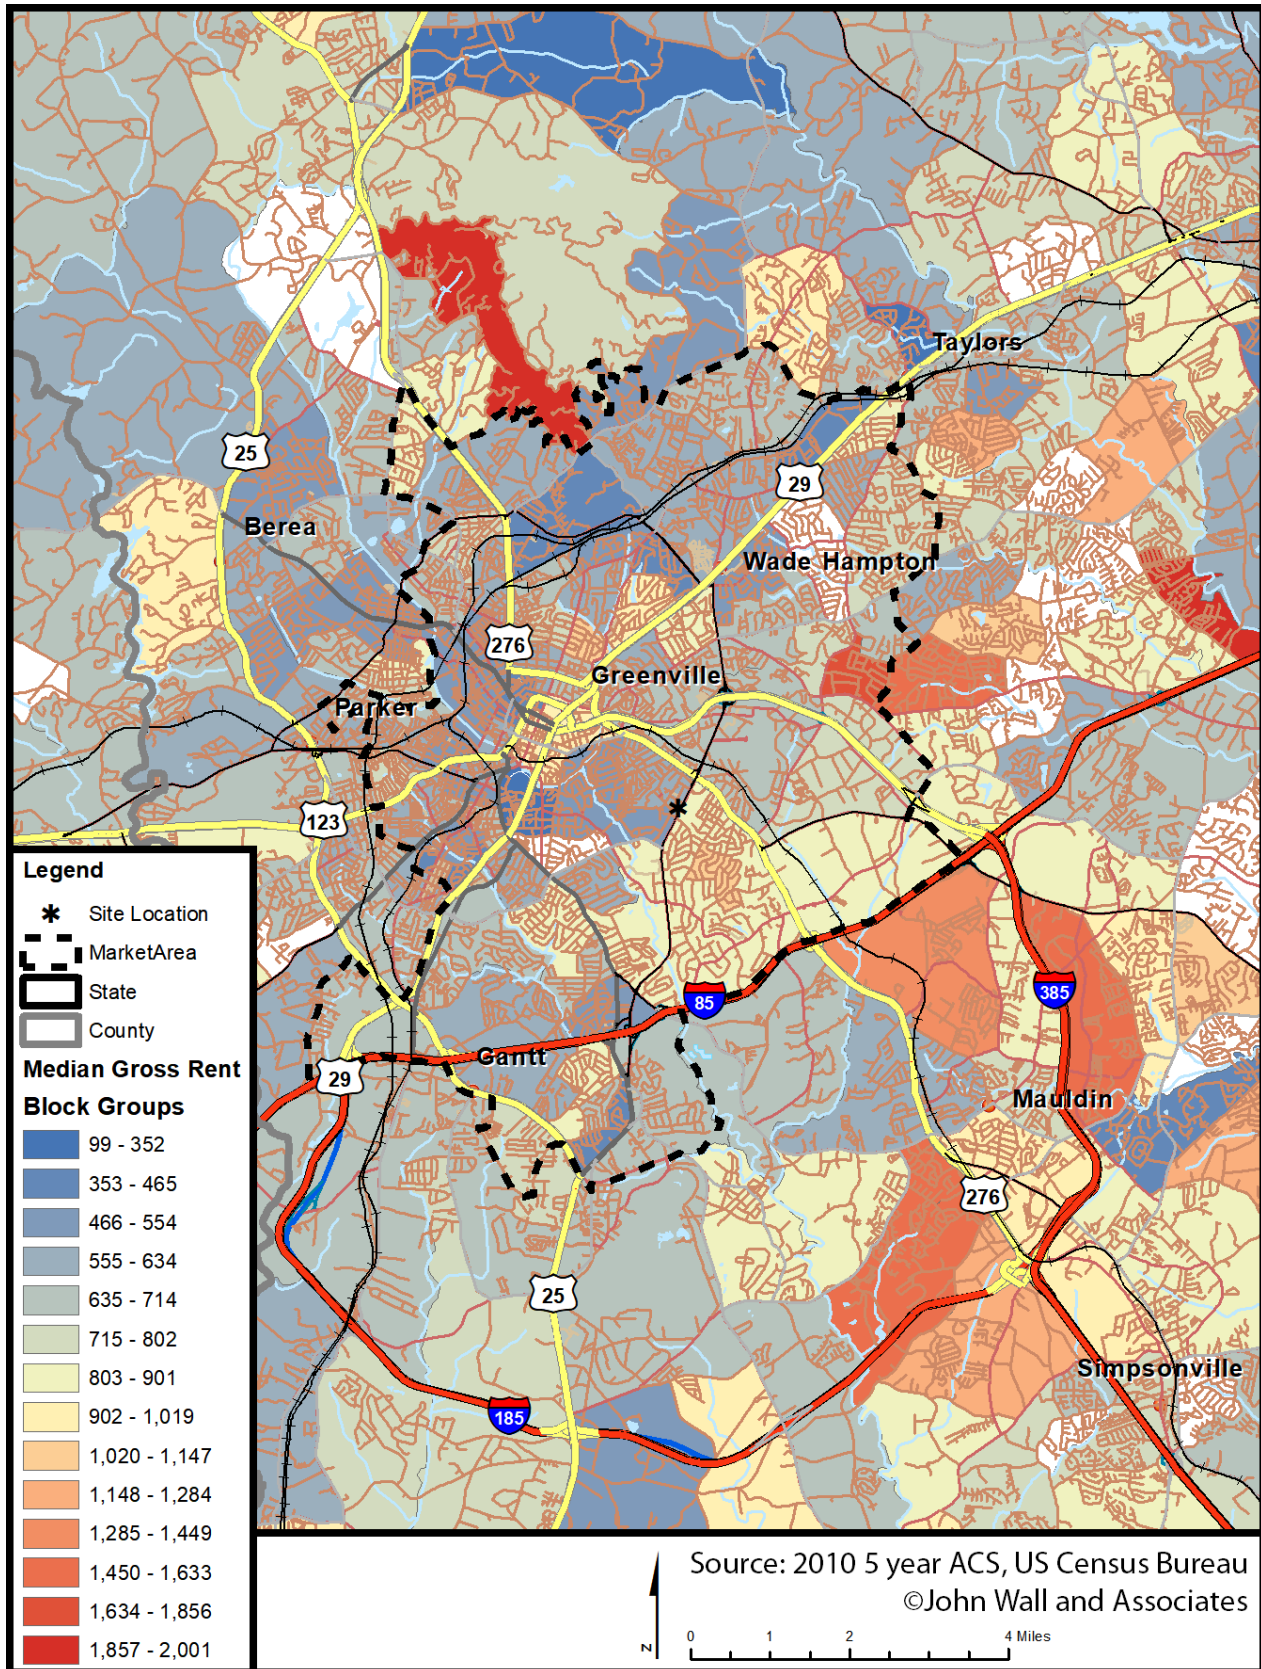 Taylors
25
29
Berea
Wade Hampton
276
Greenville
Parker
123
85
385
Gantt
29
Mauldin
276
25
Simpsonville
185
Legend
Site Location
MarketArea
State
County
Median Gross Rent
Block Groups
99 - 352
353 - 465
466 - 554
555 - 634
635 - 714
715 - 802
803 - 901
902 - 1,019
1,020 - 1,147
1,148 - 1,284
1,285 - 1,449
1,450 - 1,633
1,634 - 1,856
1,857 - 2,001
Source: 2010 5 year ACS, US Census Bureau
©John Wall and Associates
N
0 1 2 4 Miles